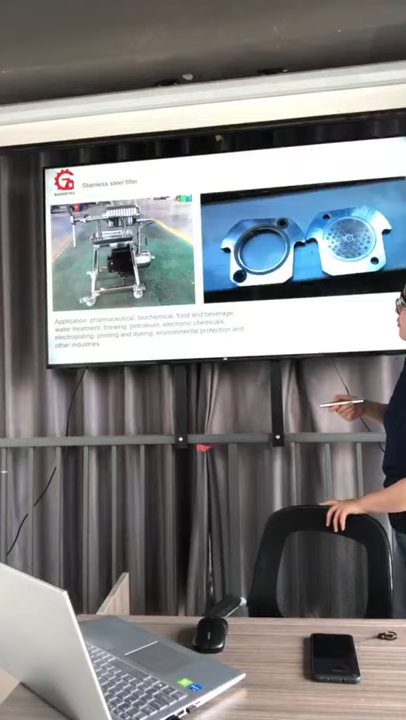 Stainless steel filter
Application: pharmaceutical, biochemical, food and beverage,
water treatment, brewing, petroleum, electronic chemicals,
electroplating, printing and dyeing, environmental protection and
other industries